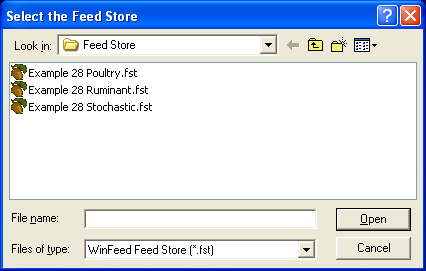 Select the Feed Store
Look in: Feed Store
Example 28 Poultry.fst
Example 28 Ruminant.fst
Example 28 Stochastic.fst
File name: Open
Files of type: WinFeed Feed Store (*.fst) Cancel